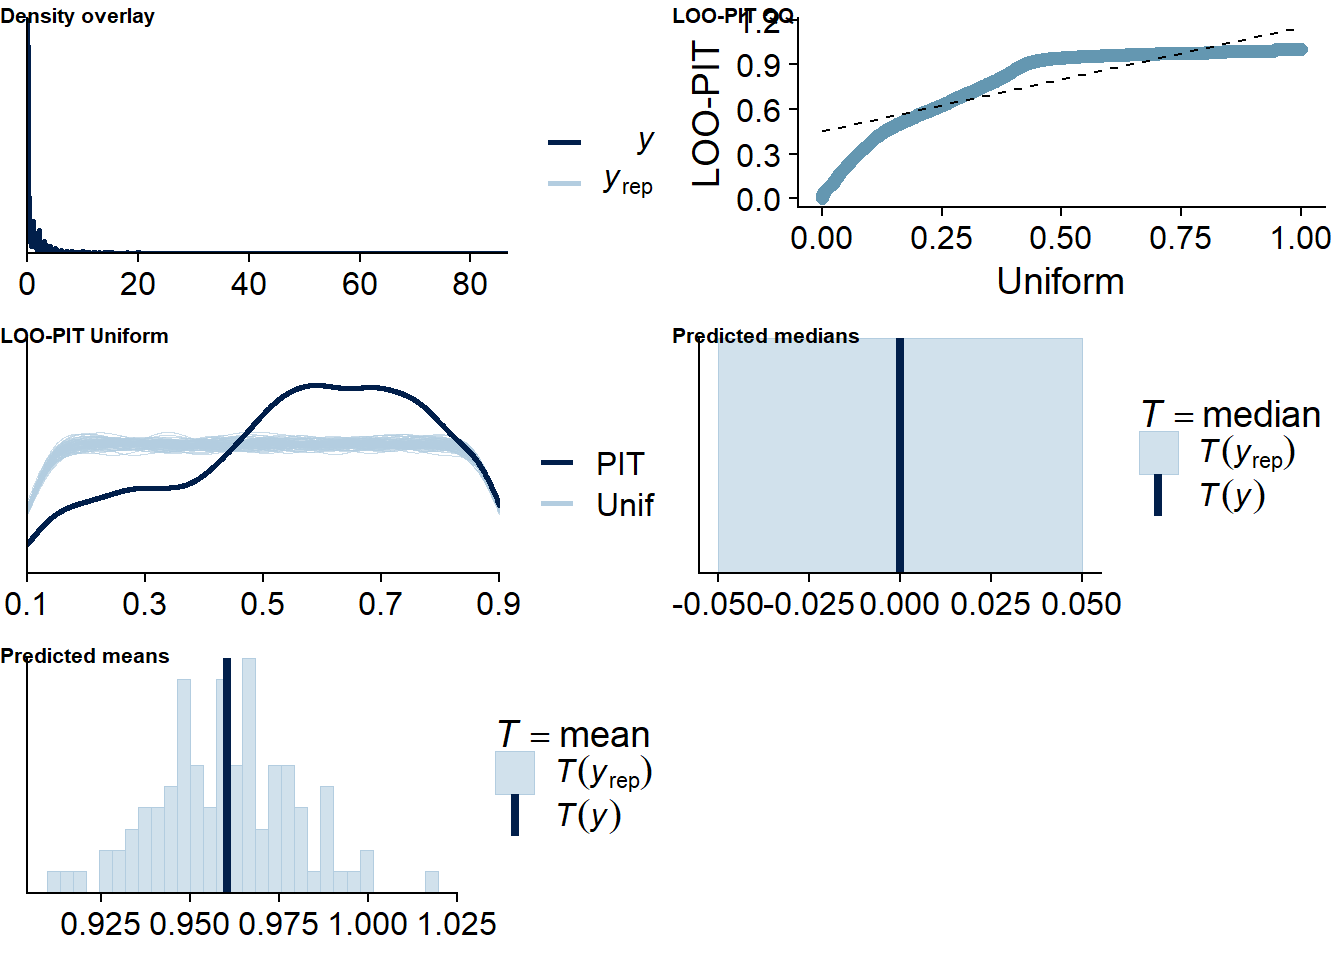 Density overlay
y
yrep
0 20 40 60 80
LOO-PIT QQ
LOO-PIT
1.2
0.9
0.6
0.3
0.0
0.00 0.25 0.50 0.75 1.00
Uniform
LOO-PIT Uniform
PIT
Unif
0.1 0.3 0.5 0.7 0.9
Predicted medians
T = median
T(yrep)
T(y)
-0.050 -0.025 0.000 0.025 0.050
Predicted means
T = mean
T(yrep)
T(y)
0.925 0.950 0.975 1.000 1.025